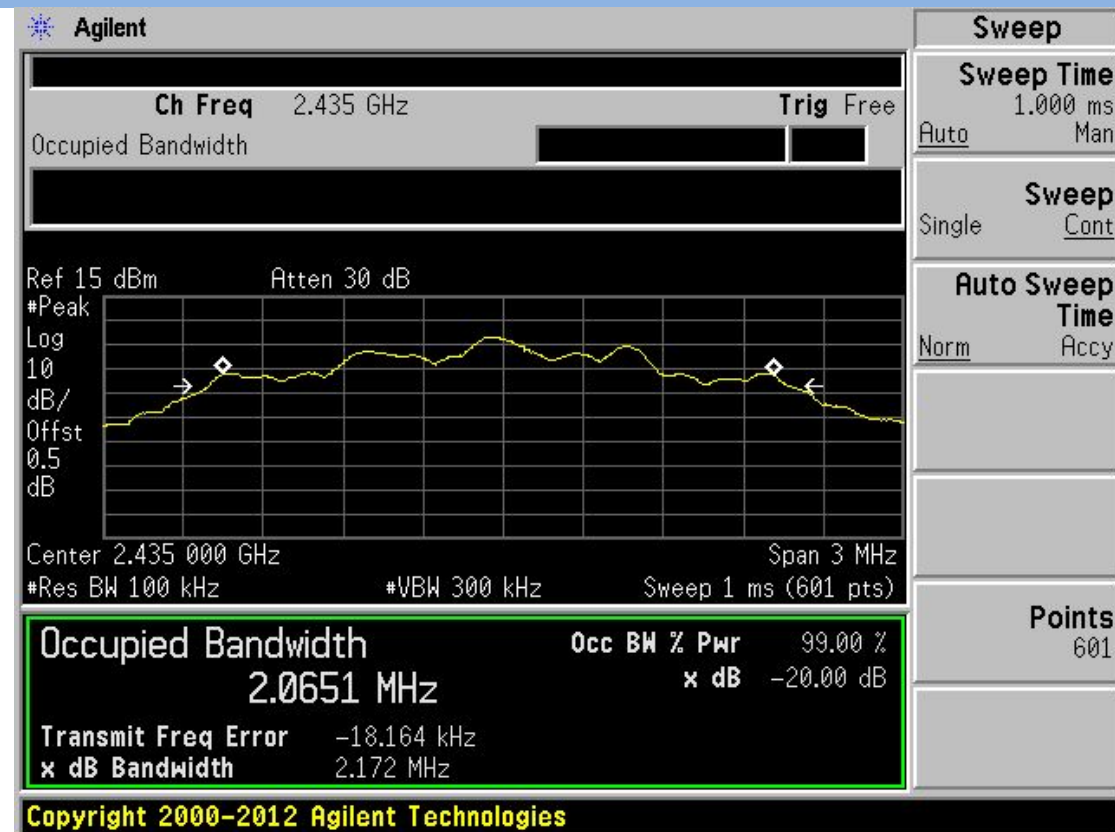 Agilent
Ch Freq 2.435 GHz Trig Free
Occupied Bandwidth
Ref 15 dBm Atten 30 dB
#Peak
Log
10
dB/
Offst
0.5
dB
Center 2.435 000 GHz Span 3 MHz
#Res BW 100 kHz #VBW 300 kHz Sweep 1 ms (601 pts)
Occupied Bandwidth Occ BW % Pwr 99.00 %
2.0651 MHz x dB -20.00 dB
Transmit Freq Error -18.164 kHz
x dB Bandwidth 2.172 MHz
Copyright 2000-2012 Agilent Technologies
Sweep
Sweep Time
1.000 ms
Auto Man
Sweep
Single Cont
Auto Sweep
Time
Norm Accy
Points
601